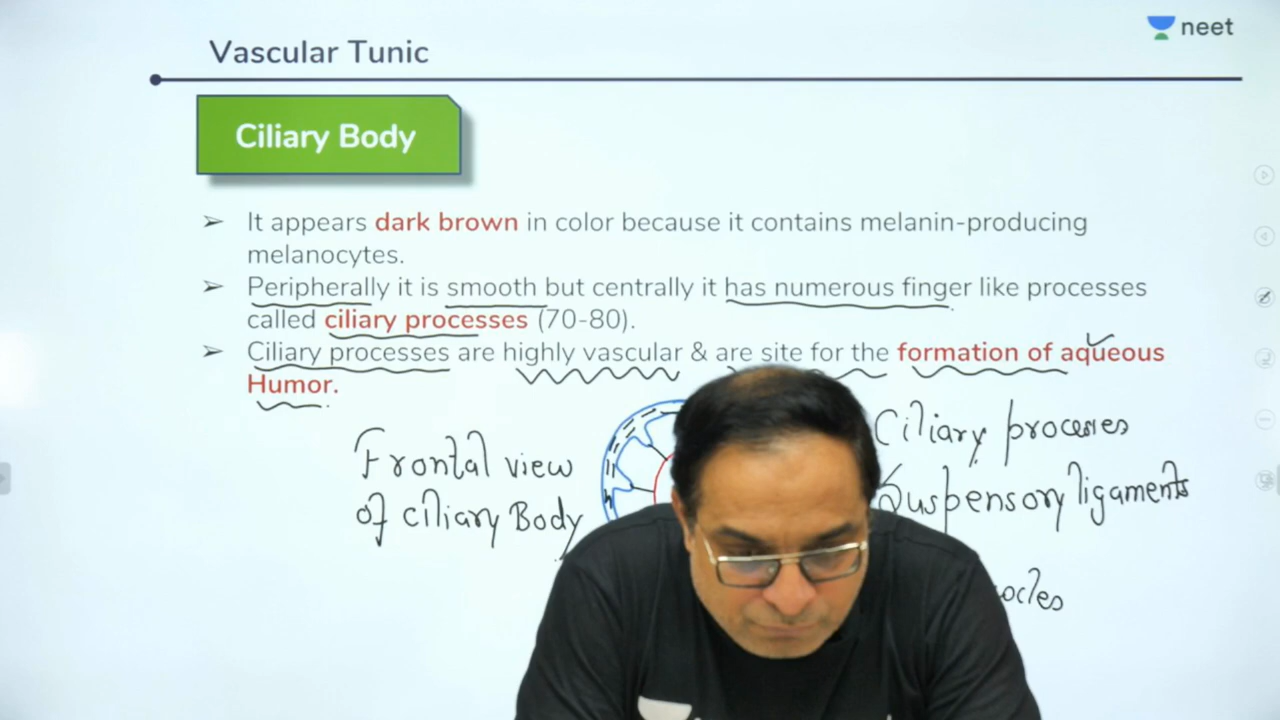 neet
Vascular Tunic
Ciliary Body
➢ It appears dark brown in color because it contains melanin-producing
melanocytes.
➢ Peripherally it is smooth but centrally it has numerous finger like processes
called ciliary processes (70-80).
➢ Ciliary processes are highly vascular & are site for the formation of aqueous
Humor.
Frontal view
of ciliary Body
Ciliary processes
Suspensory ligaments